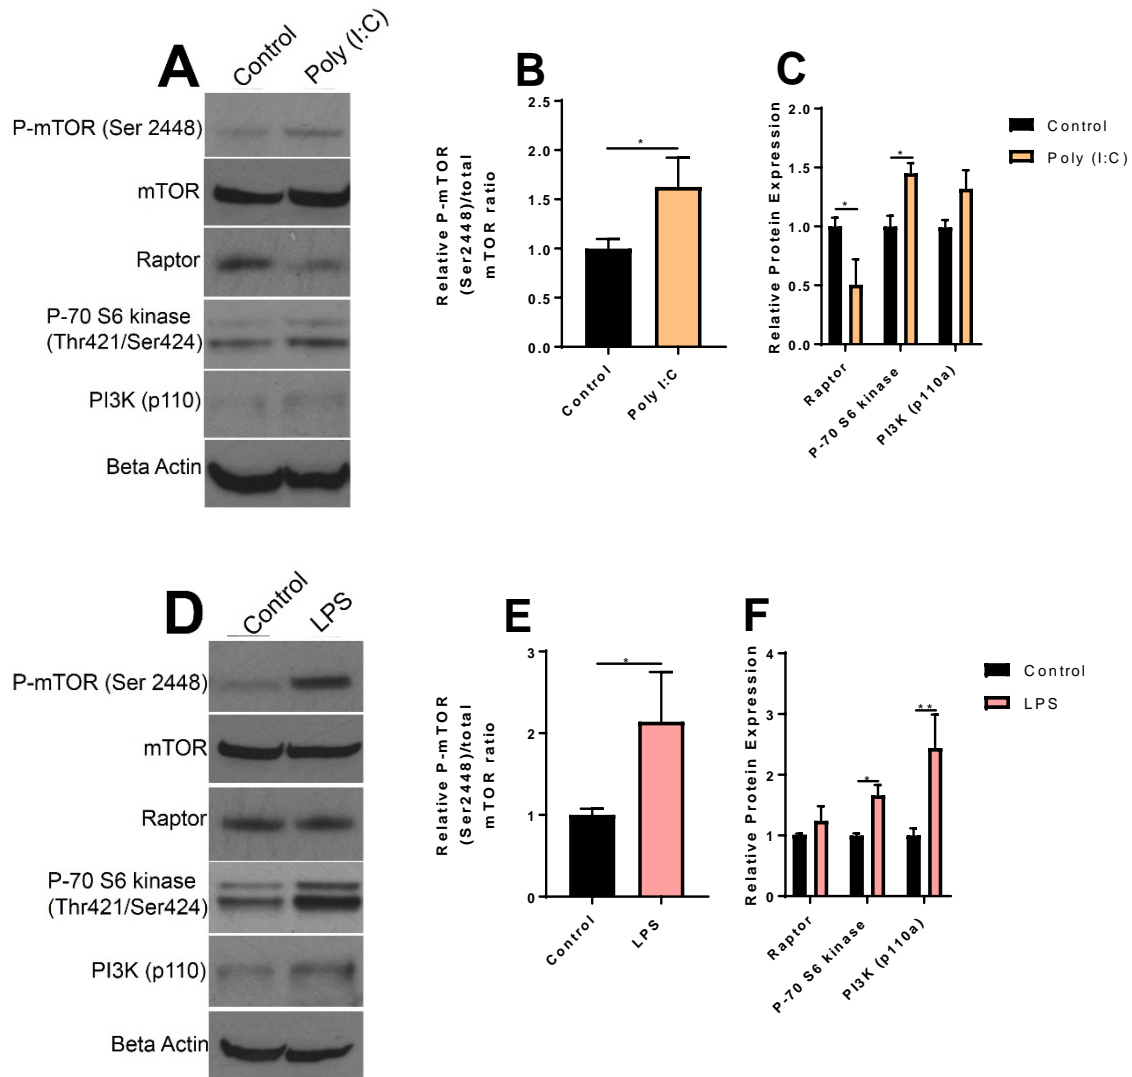 A
Control
Poly (I:C)
P-mTOR (Ser 2448)
mTOR
Raptor
P-70 S6 kinase
(Thr421/Ser424)
PI3K (p110)
Beta Actin
B
Relative P-mTOR
(Ser2448)/total
mTOR ratio
2.5
2.0
1.5
1.0
0.5
0.0
*
Control
Poly I:C
C
Relative Protein Expression
2.0
1.5
1.0
0.5
0.0
*
*
Raptor
P-70 S6 kinase
PI3K (p110a)
Control
Poly (I:C)
D
Control
LPS
P-mTOR (Ser 2448)
mTOR
Raptor
P-70 S6 kinase
(Thr421/Ser424)
PI3K (p110)
Beta Actin
E
Relative P-mTOR
(Ser2448)/total
mTOR ratio
3
2
1
0
*
Control
LPS
F
Relative Protein Expression
4
3
2
1
0
*
**
Raptor
P-70 S6 kinase
PI3K (p110a)
Control
LPS